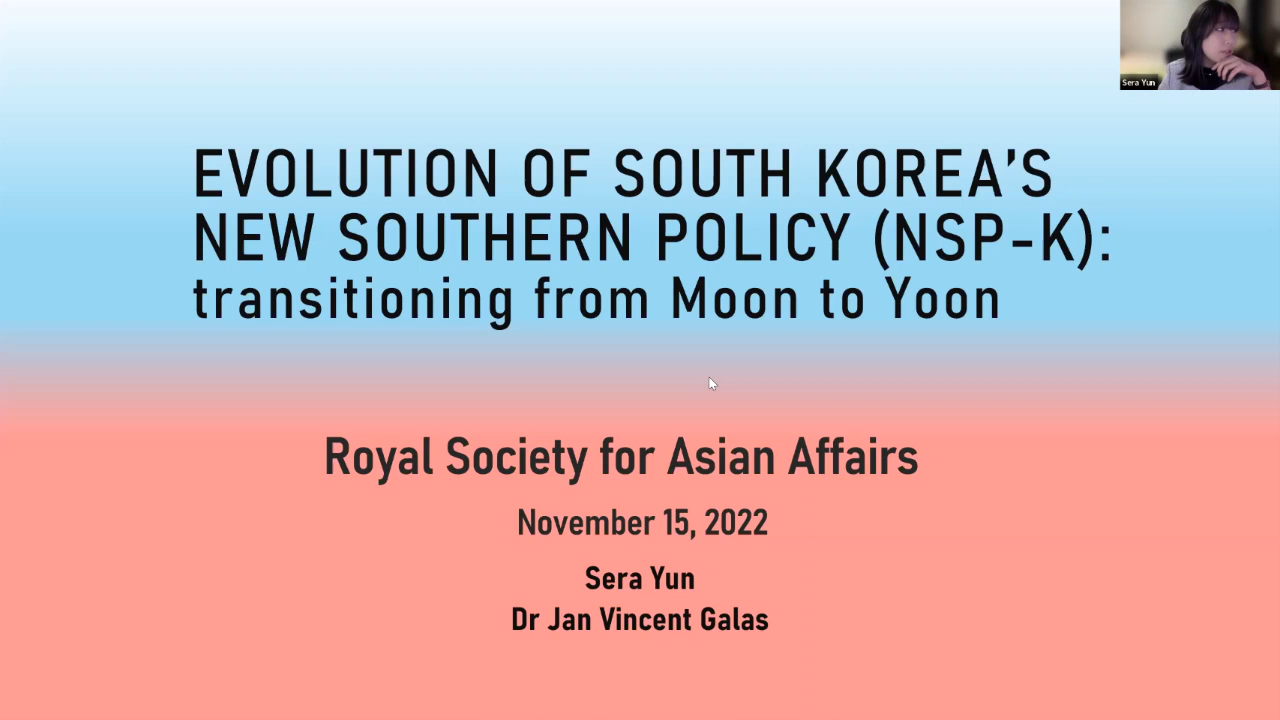 Sera Yun
EVOLUTION OF SOUTH KOREA'S
NEW SOUTHERN POLICY (NSP-K):
transitioning from Moon to Yoon
Royal Society for Asian Affairs
November 15, 2022
Sera Yun
Dr Jan Vincent Galas